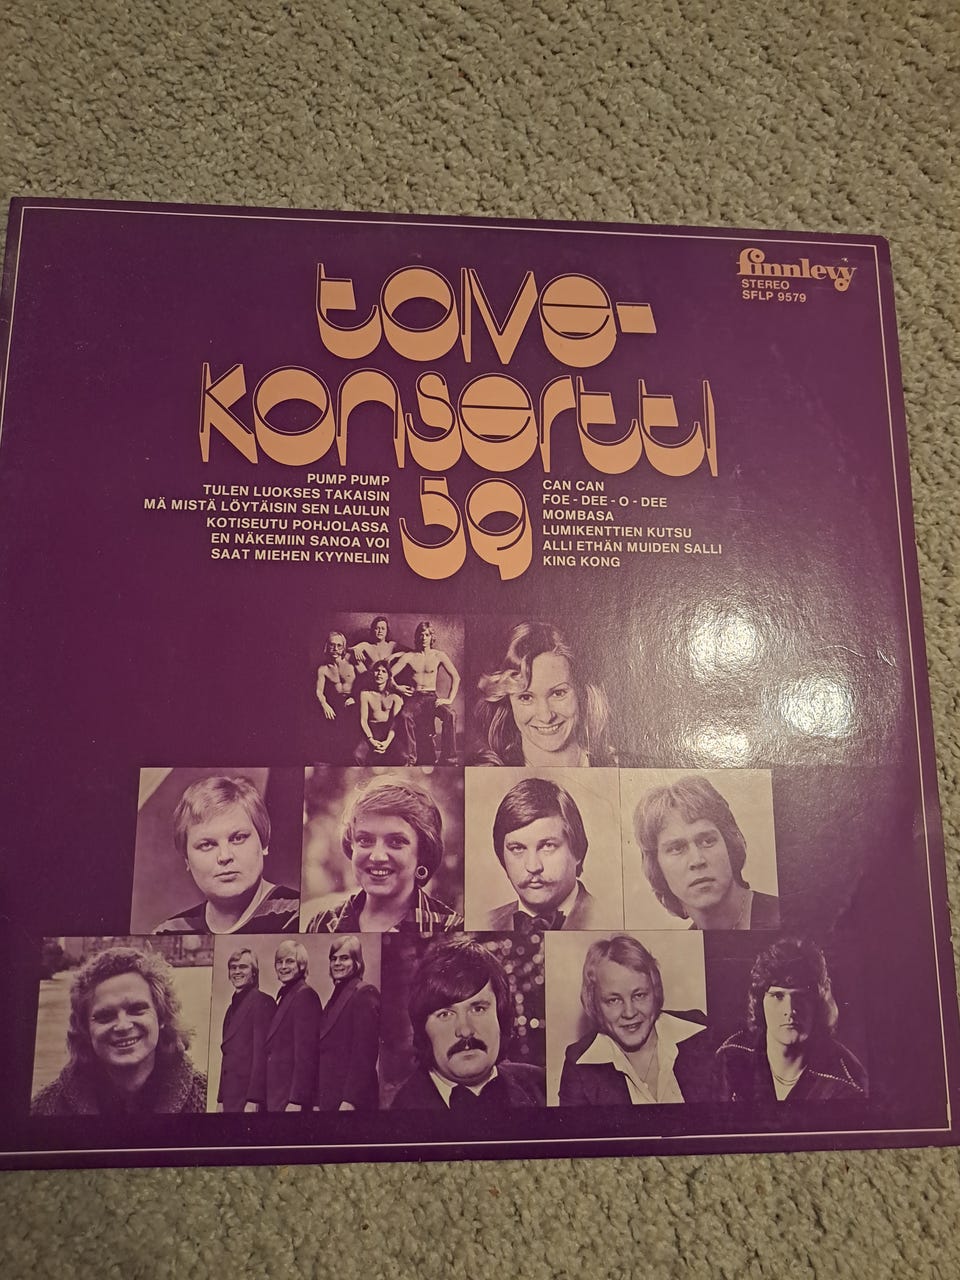 finnlevy
STEREO
SFLP 9579
toive-
konsertti
59
PUMP PUMP
TULEN LUOKSES TAKAISIN
MÄ MISTÄ LÖYTÄISIN SEN LAULUN
KOTISEUTU POHJOLASSA
EN NÄKEMIIN SANOA VOI
SAAT MIEHEN KYYNELIIN
CAN CAN
FOE - DEE - O - DEE
MOMBASA
LUMIKENTTIEN KUTSU
ALLI ETHÄN MUIDEN SALLI
KING KONG